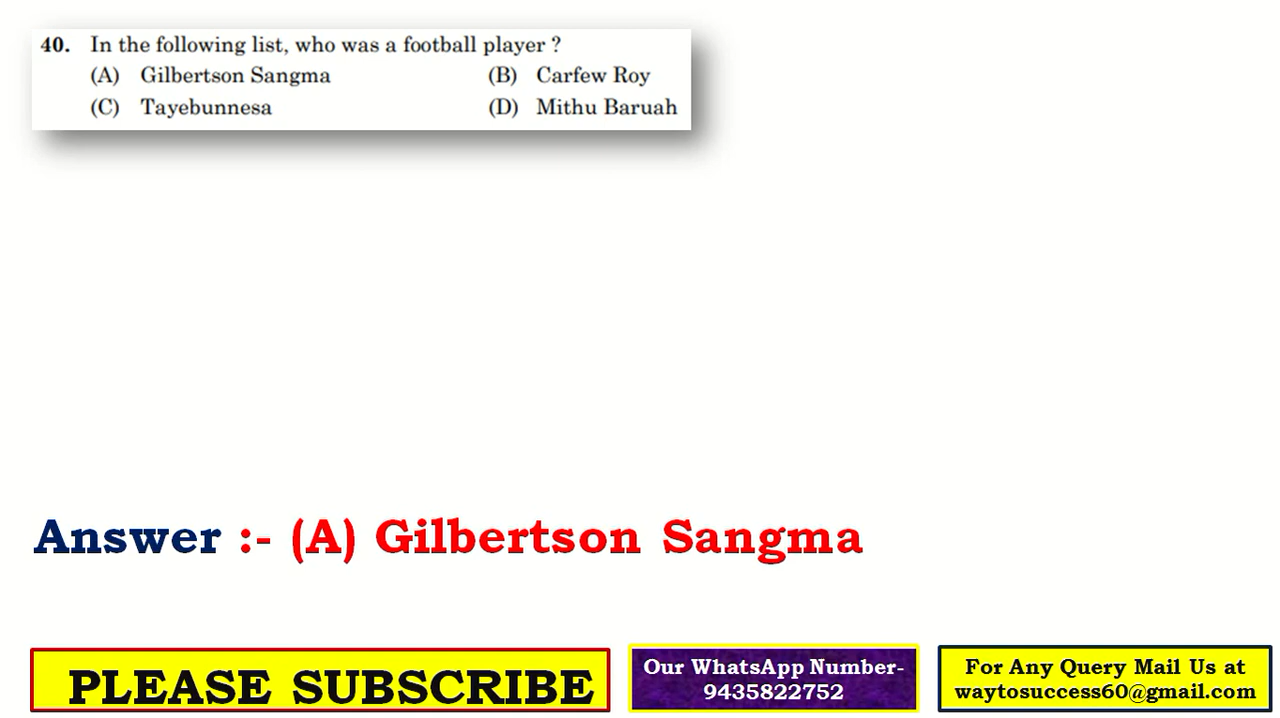 40. In the following list, who was a football player ?
(A) Gilbertson Sangma (B) Carfew Roy
(C) Tayebunnesa (D) Mithu Baruah
Answer :- (A) Gilbertson Sangma
PLEASE SUBSCRIBE
Our WhatsApp Number-
9435822752
For Any Query Mail Us at
waytosuccess60@gmail.com